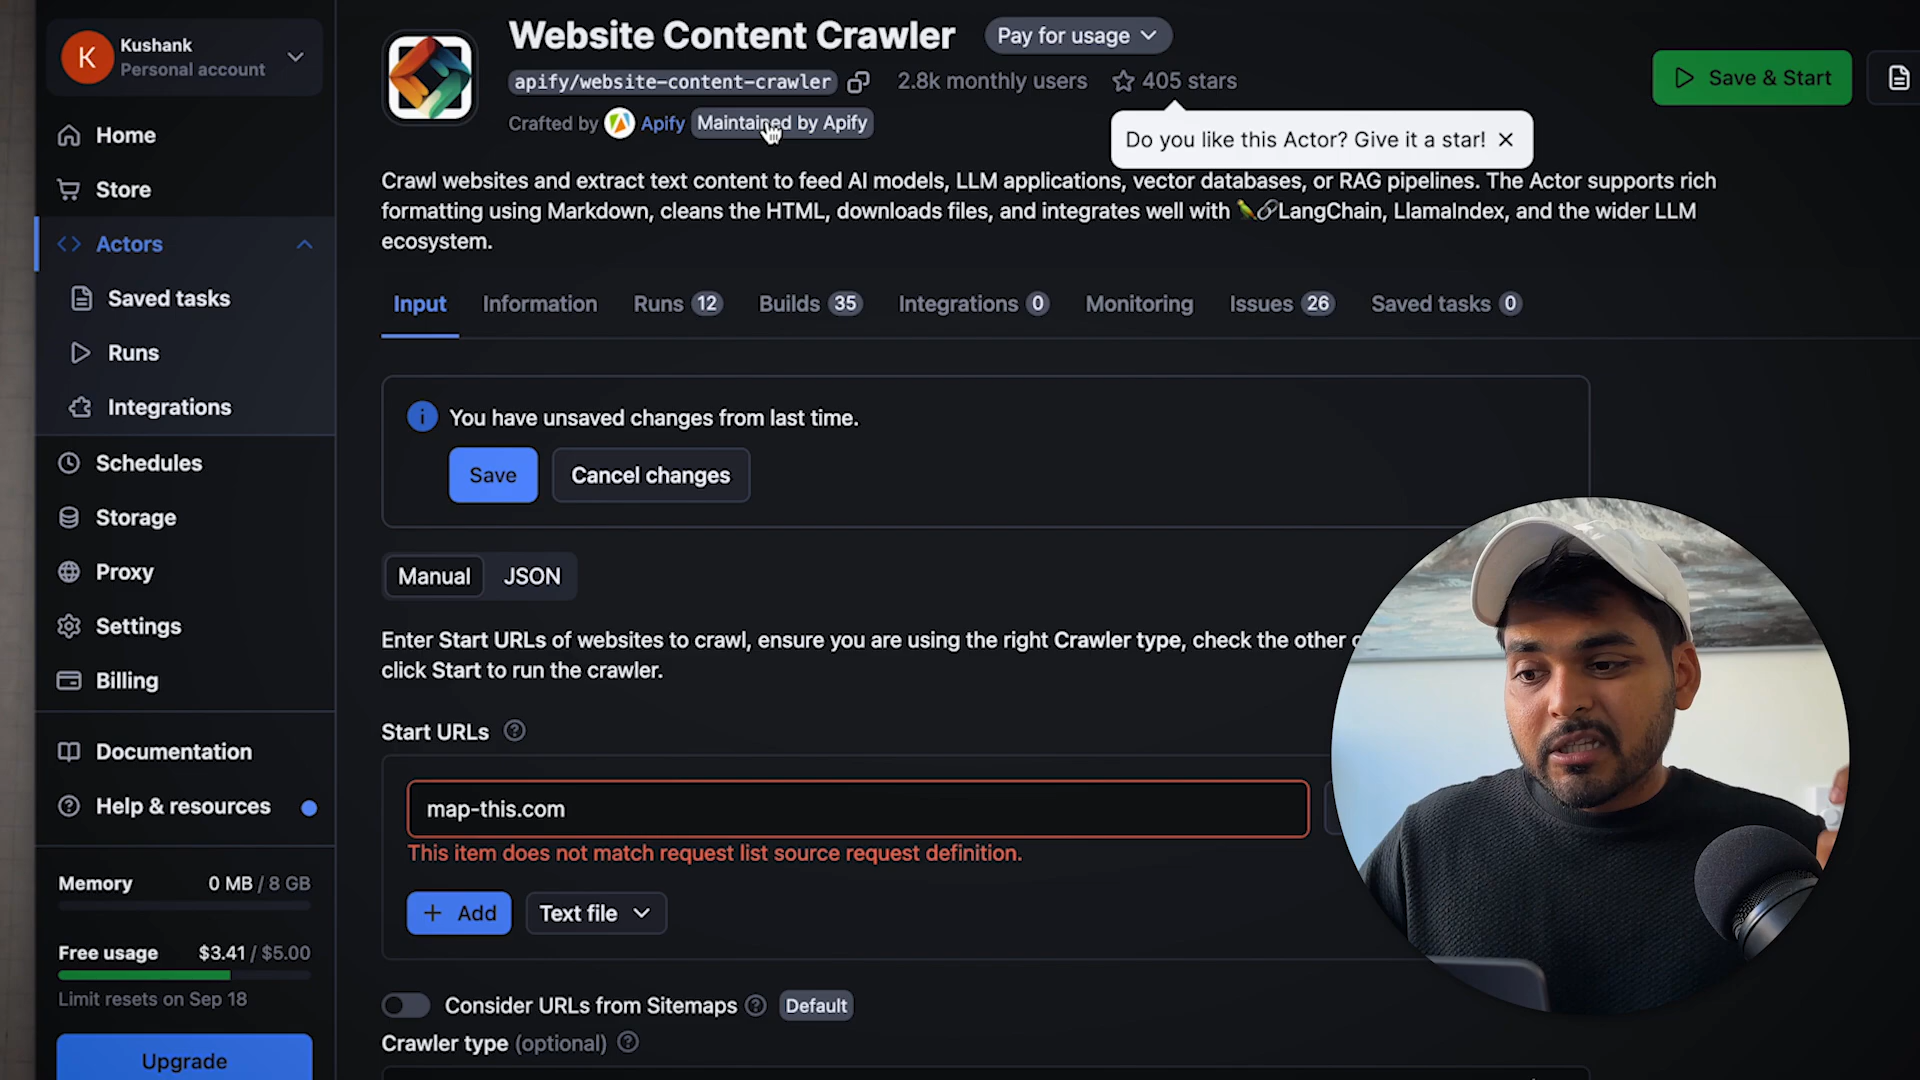 K
Kushank
Personal account
Home
Store
Actors
Saved tasks
Runs
Integrations
Schedules
Storage
Proxy
Settings
Billing
Documentation
Help & resources
Memory 0 MB / 8 GB
Free usage $3.41 / $5.00
Limit resets on Sep 18
Upgrade
Website Content Crawler
Pay for usage
apify/website-content-crawler
2.8k monthly users
405 stars
Crafted by Apify Maintained by Apify
Save & Start
Do you like this Actor? Give it a star!
Crawl websites and extract text content to feed AI models, LLM applications, vector databases, or RAG pipelines. The Actor supports rich
formatting using Markdown, cleans the HTML, downloads files, and integrates well with 🦜🔗LangChain, LlamaIndex, and the wider LLM
ecosystem.
Input Information Runs 12 Builds 35 Integrations 0 Monitoring Issues 26 Saved tasks 0
You have unsaved changes from last time.
Save Cancel changes
Manual JSON
Enter Start URLs of websites to crawl, ensure you are using the right Crawler type, check the other
click Start to run the crawler.
Start URLs
map-this.com
This item does not match request list source request definition.
+ Add Text file
Consider URLs from Sitemaps Default
Crawler type (optional)